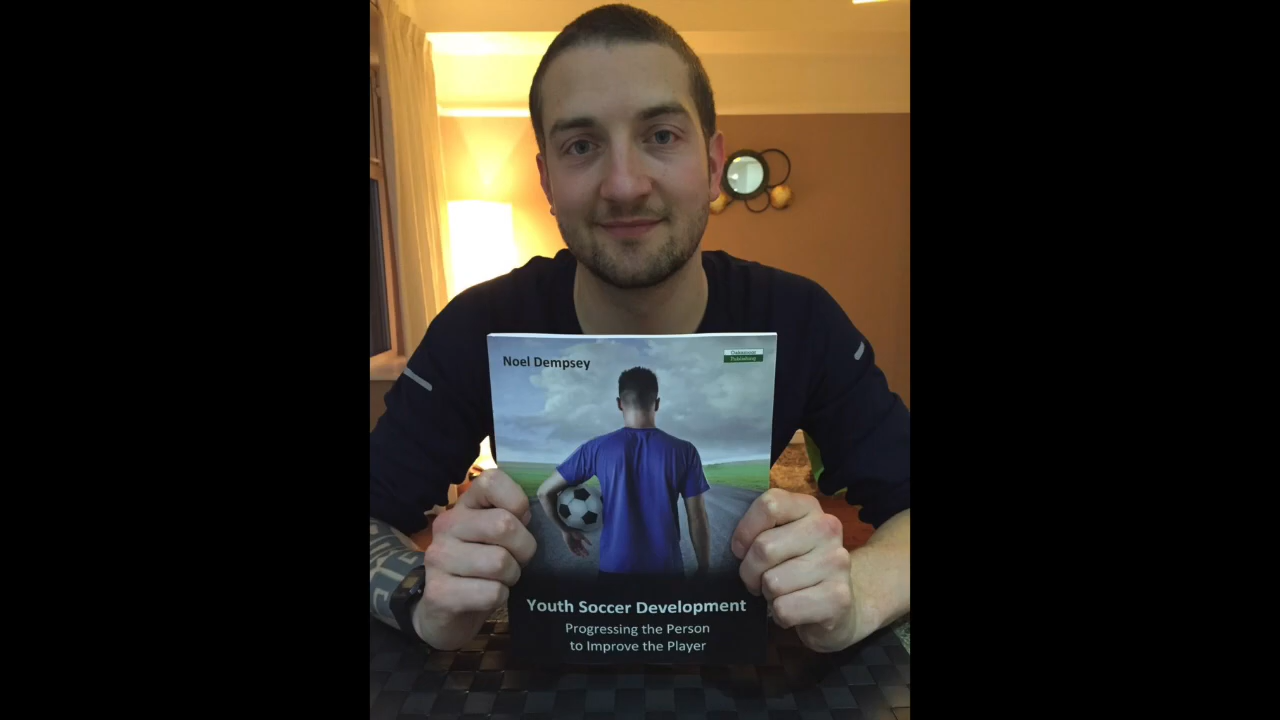 Noel Dempsey
Youth Soccer Development
Progressing the Person
to Improve the Player